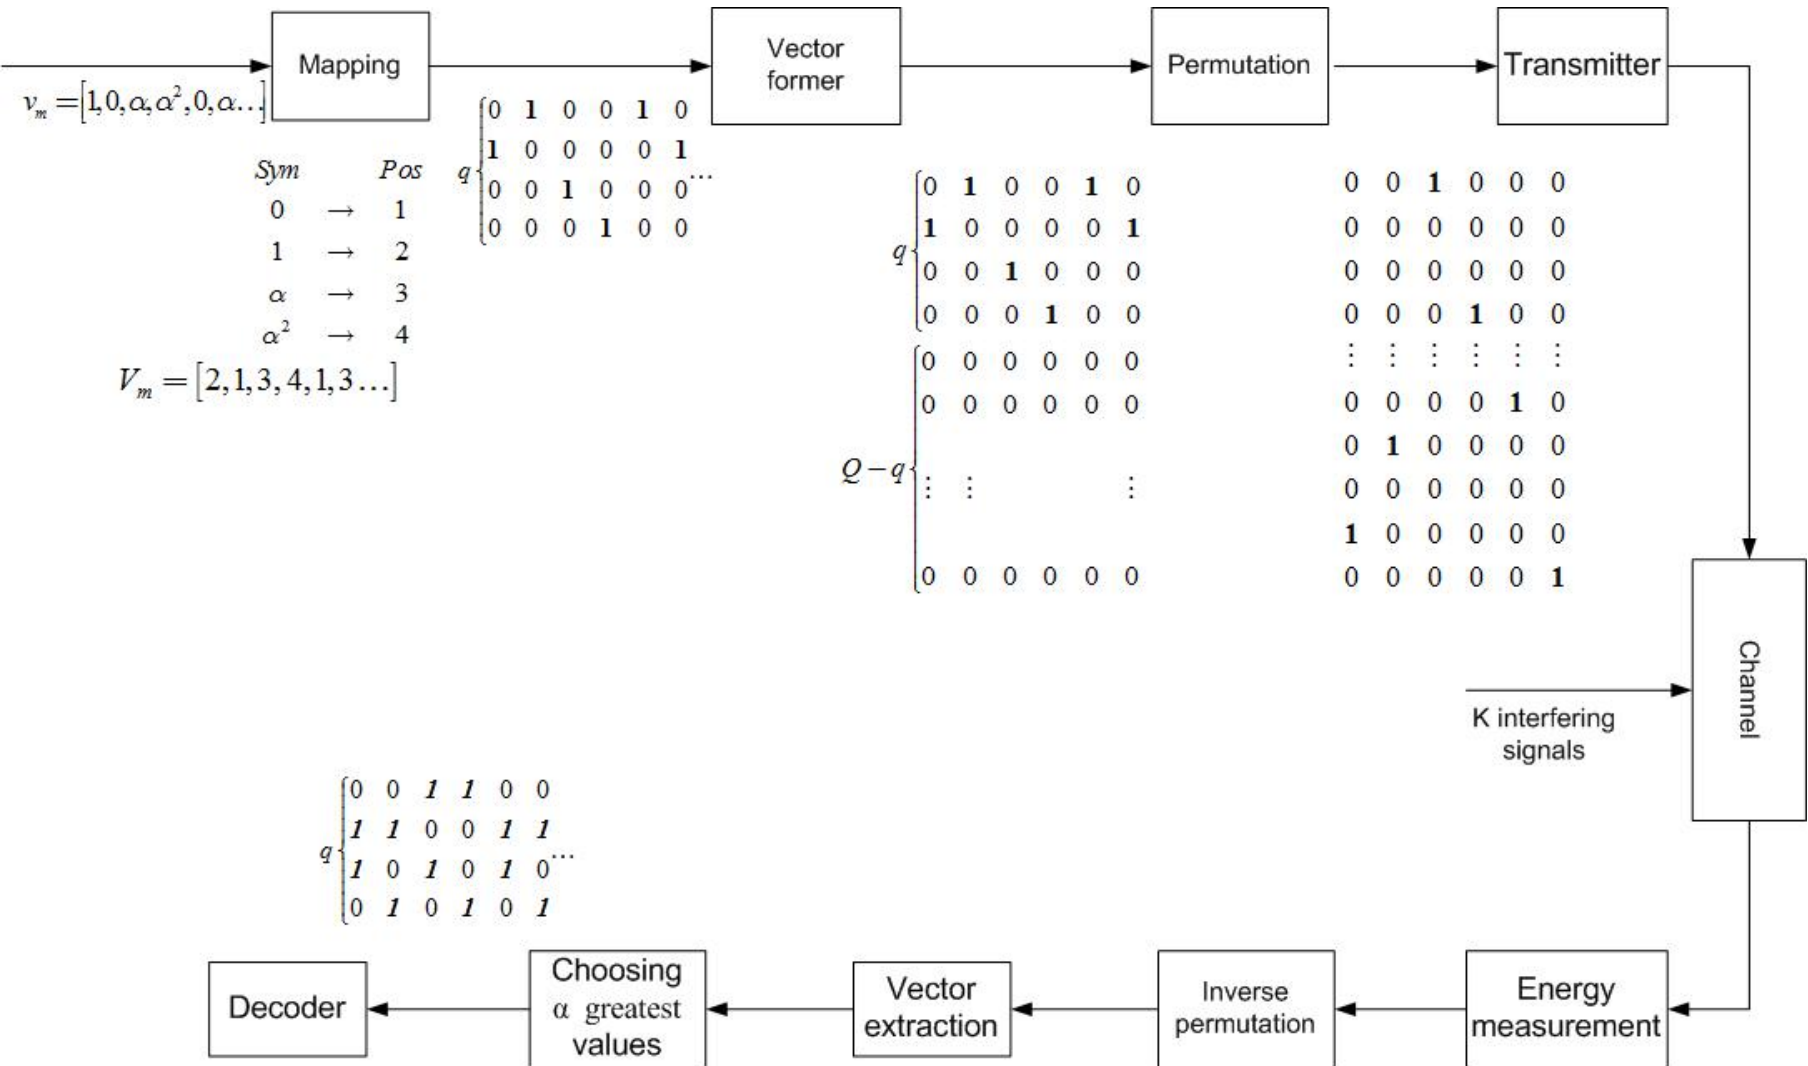 Mapping
Vector
former
Permutation
Transmitter
v_m = [1,0,α,α²,0,α...]
Sym Pos
0 → 1
1 → 2
α → 3
α² → 4
V_m = [2,1,3,4,1,3...]
q
0 1 0 0 1 0
1 0 0 0 0 1
0 0 1 0 0 0
0 0 0 1 0 0
...
q
0 1 0 0 1 0
1 0 0 0 0 1
0 0 1 0 0 0
0 0 0 1 0 0
Q−q
0 0 0 0 0 0
0 0 0 0 0 0
⋮ ⋮ ⋮
0 0 0 0 0 0
0 0 1 0 0 0
0 0 0 0 0 0
0 0 0 0 0 0
0 0 0 1 0 0
⋮ ⋮ ⋮ ⋮ ⋮ ⋮
0 0 0 0 1 0
0 1 0 0 0 0
0 0 0 0 0 0
1 0 0 0 0 0
0 0 0 0 0 1
Channel
K interfering
signals
q
0 0 1 1 0 0
1 1 0 0 1 1
1 0 1 0 1 0
0 1 0 1 0 1
...
Decoder
Choosing
α greatest
values
Vector
extraction
Inverse
permutation
Energy
measurement